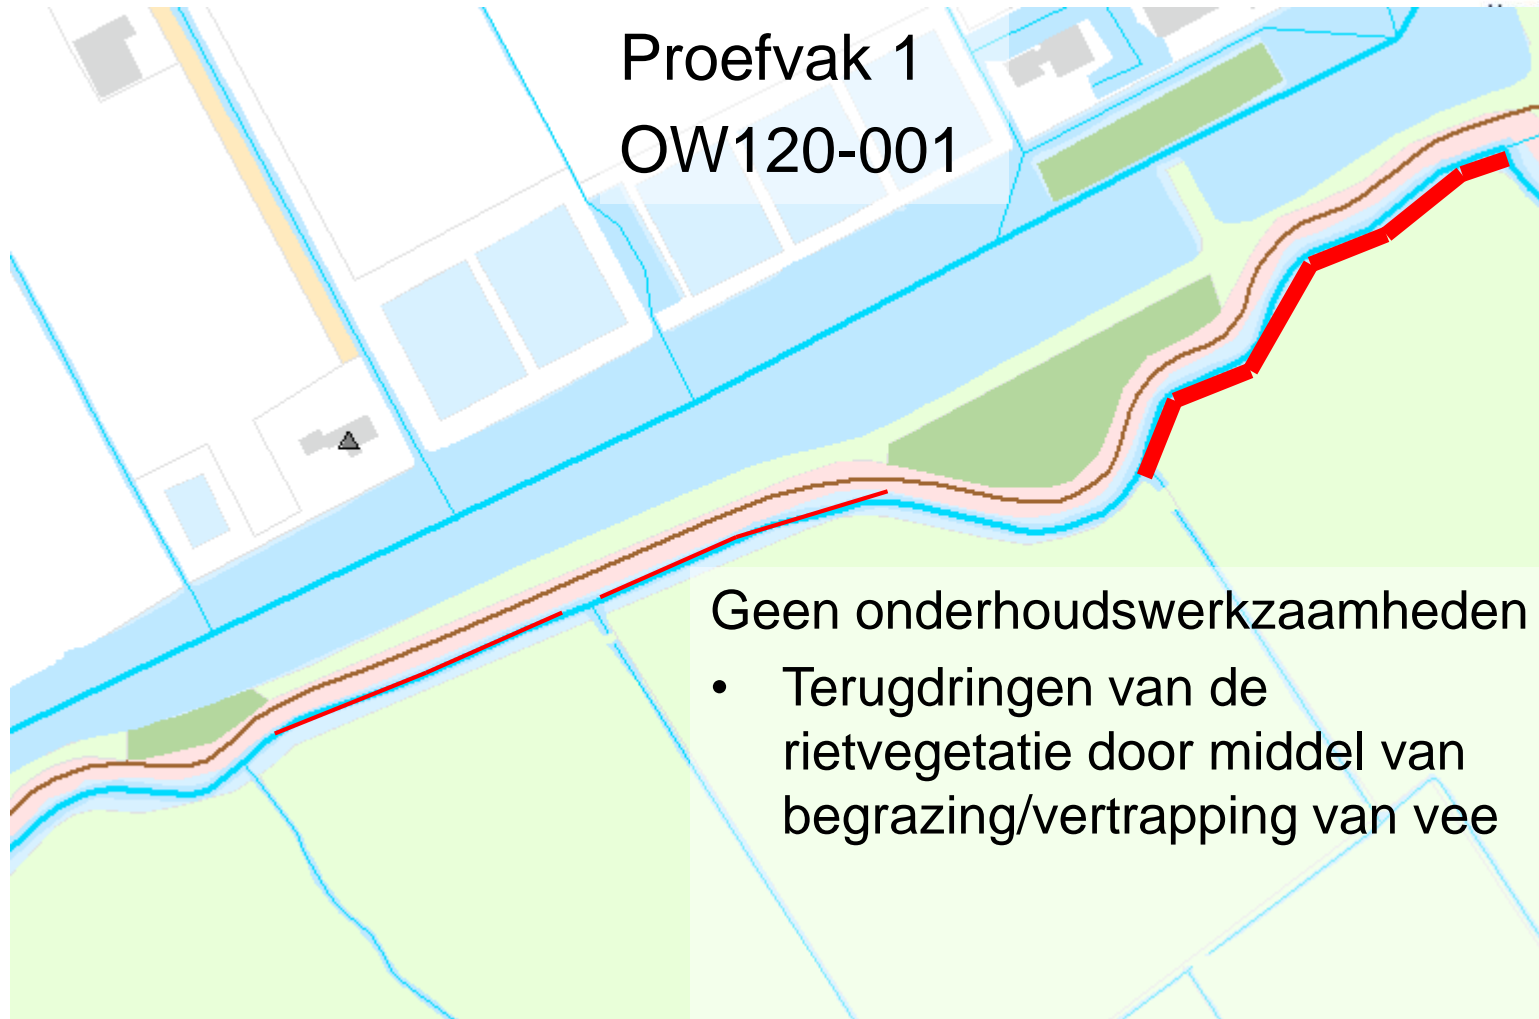 Proefvak 1
OW120-001
Geen onderhoudswerkzaamheden
• Terugdringen van de
rietvegetatie door middel van
begrazing/vertrapping van vee